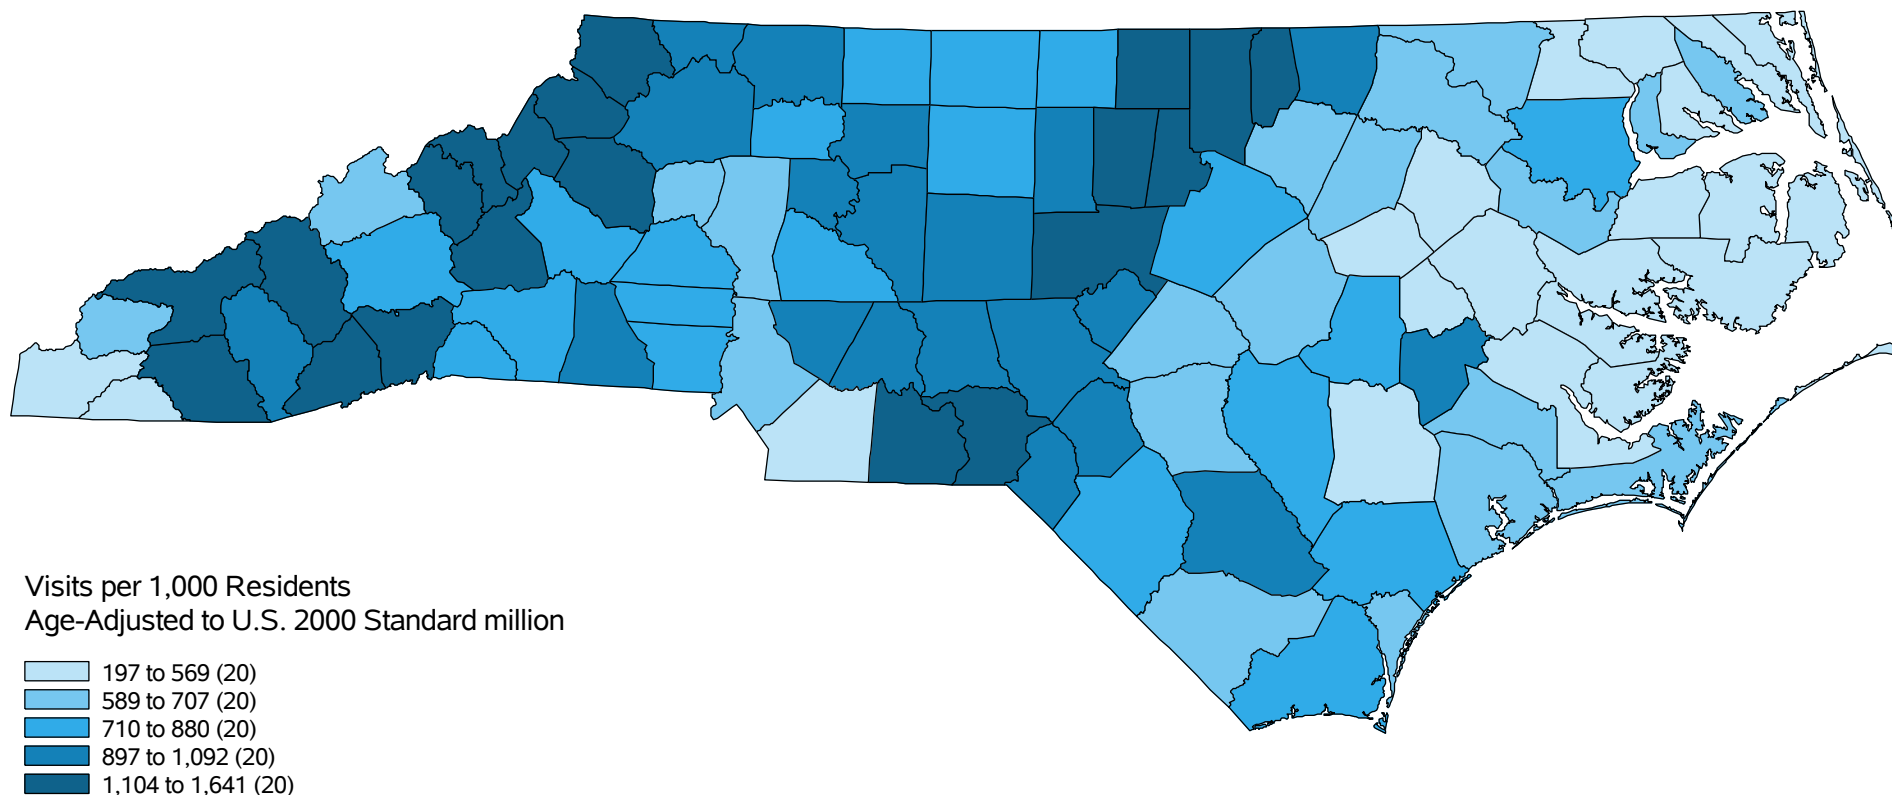 Visits per 1,000 Residents
Age-Adjusted to U.S. 2000 Standard million
197 to 569 (20)
589 to 707 (20)
710 to 880 (20)
897 to 1,092 (20)
1,104 to 1,641 (20)